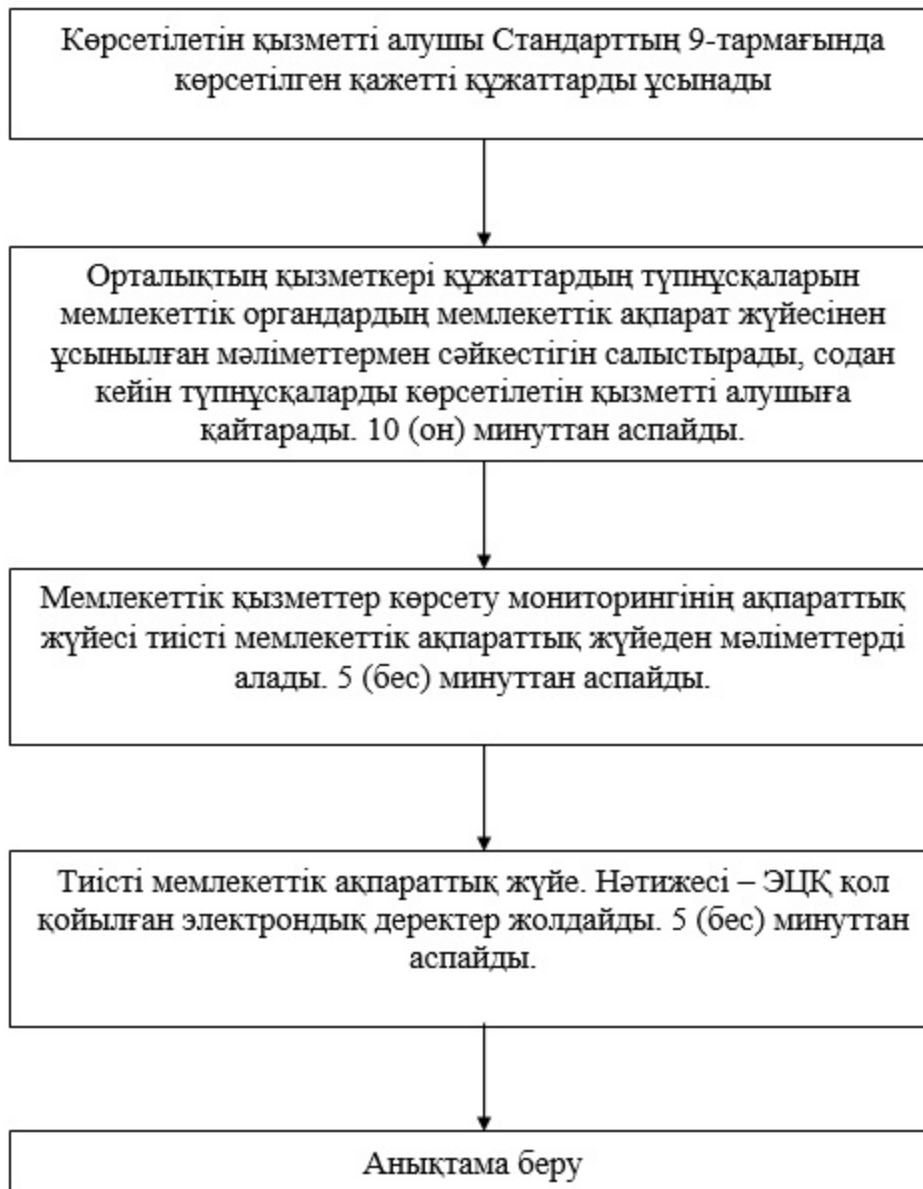 Көрсетілетін қызметті алушы Стандарттың 9-тармағында
көрсетілген қажетті құжаттарды ұсынады
Орталықтың қызметкері құжаттардың түпнұсқаларын
мемлекеттік органдардың мемлекеттік ақпарат жүйесінен
ұсынылған мәліметтермен сәйкестігін салыстырады, содан
кейін түпнұсқаларды көрсетілетін қызметті алушыға
қайтарады. 10 (он) минуттан аспайды.
Мемлекеттік қызметтер көрсету мониторингінің ақпараттық
жүйесі тиісті мемлекеттік ақпараттық жүйеден мәліметтерді
алады. 5 (бес) минуттан аспайды.
Тиісті мемлекеттік ақпараттық жүйе. Нәтижесі – ЭЦҚ қол
қойылған электрондық деректер жолдайды. 5 (бес) минуттан
аспайды.
Анықтама беру